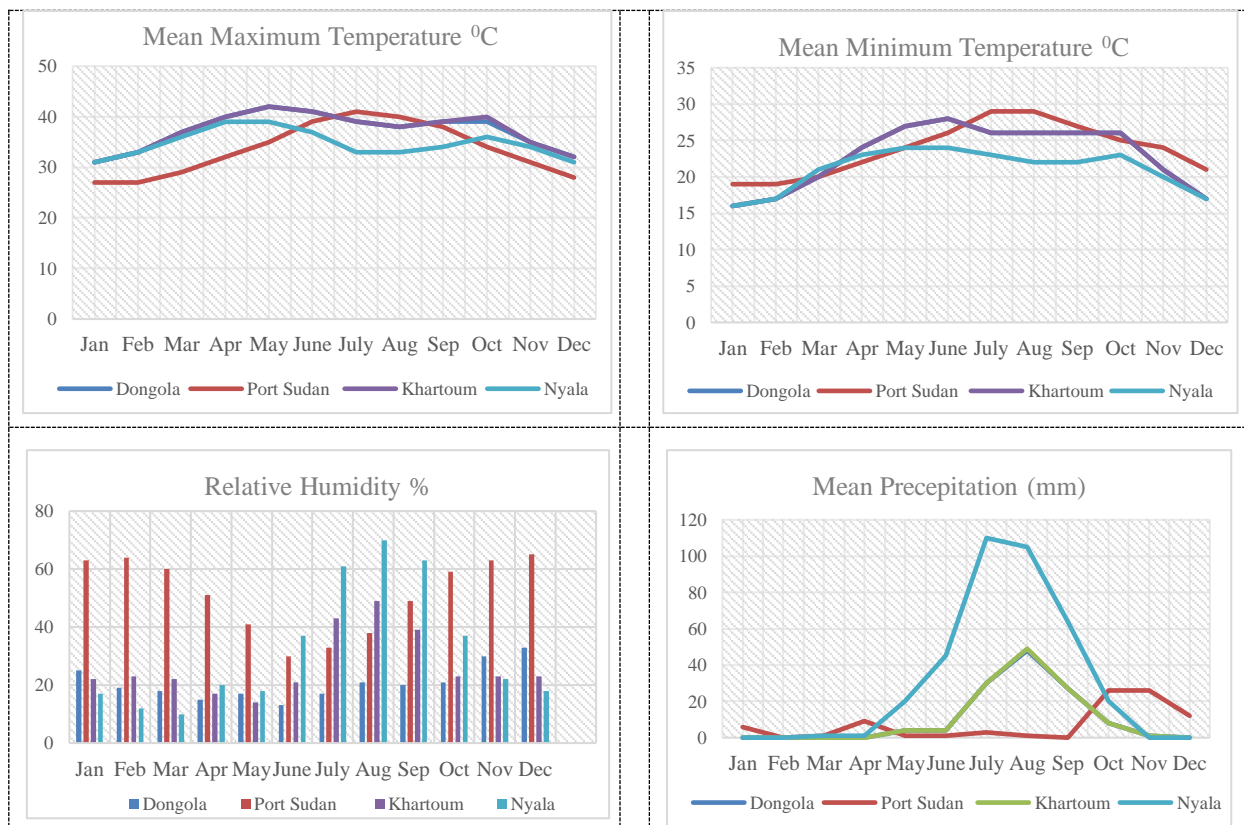 Mean Maximum Temperature ⁰C
50
40
30
20
10
0
Jan Feb Mar Apr May June July Aug Sep Oct Nov Dec
Dongola Port Sudan Khartoum Nyala
Mean Minimum Temperature ⁰C
35
30
25
20
15
10
5
0
Jan Feb Mar Apr May June July Aug Sep Oct Nov Dec
Dongola Port Sudan Khartoum Nyala
Relative Humidity %
80
60
40
20
0
Jan Feb Mar Apr May June July Aug Sep Oct Nov Dec
Dongola Port Sudan Khartoum Nyala
Mean Precepitation (mm)
120
100
80
60
40
20
0
Jan Feb Mar Apr May June July Aug Sep Oct Nov Dec
Dongola Port Sudan Khartoum Nyala